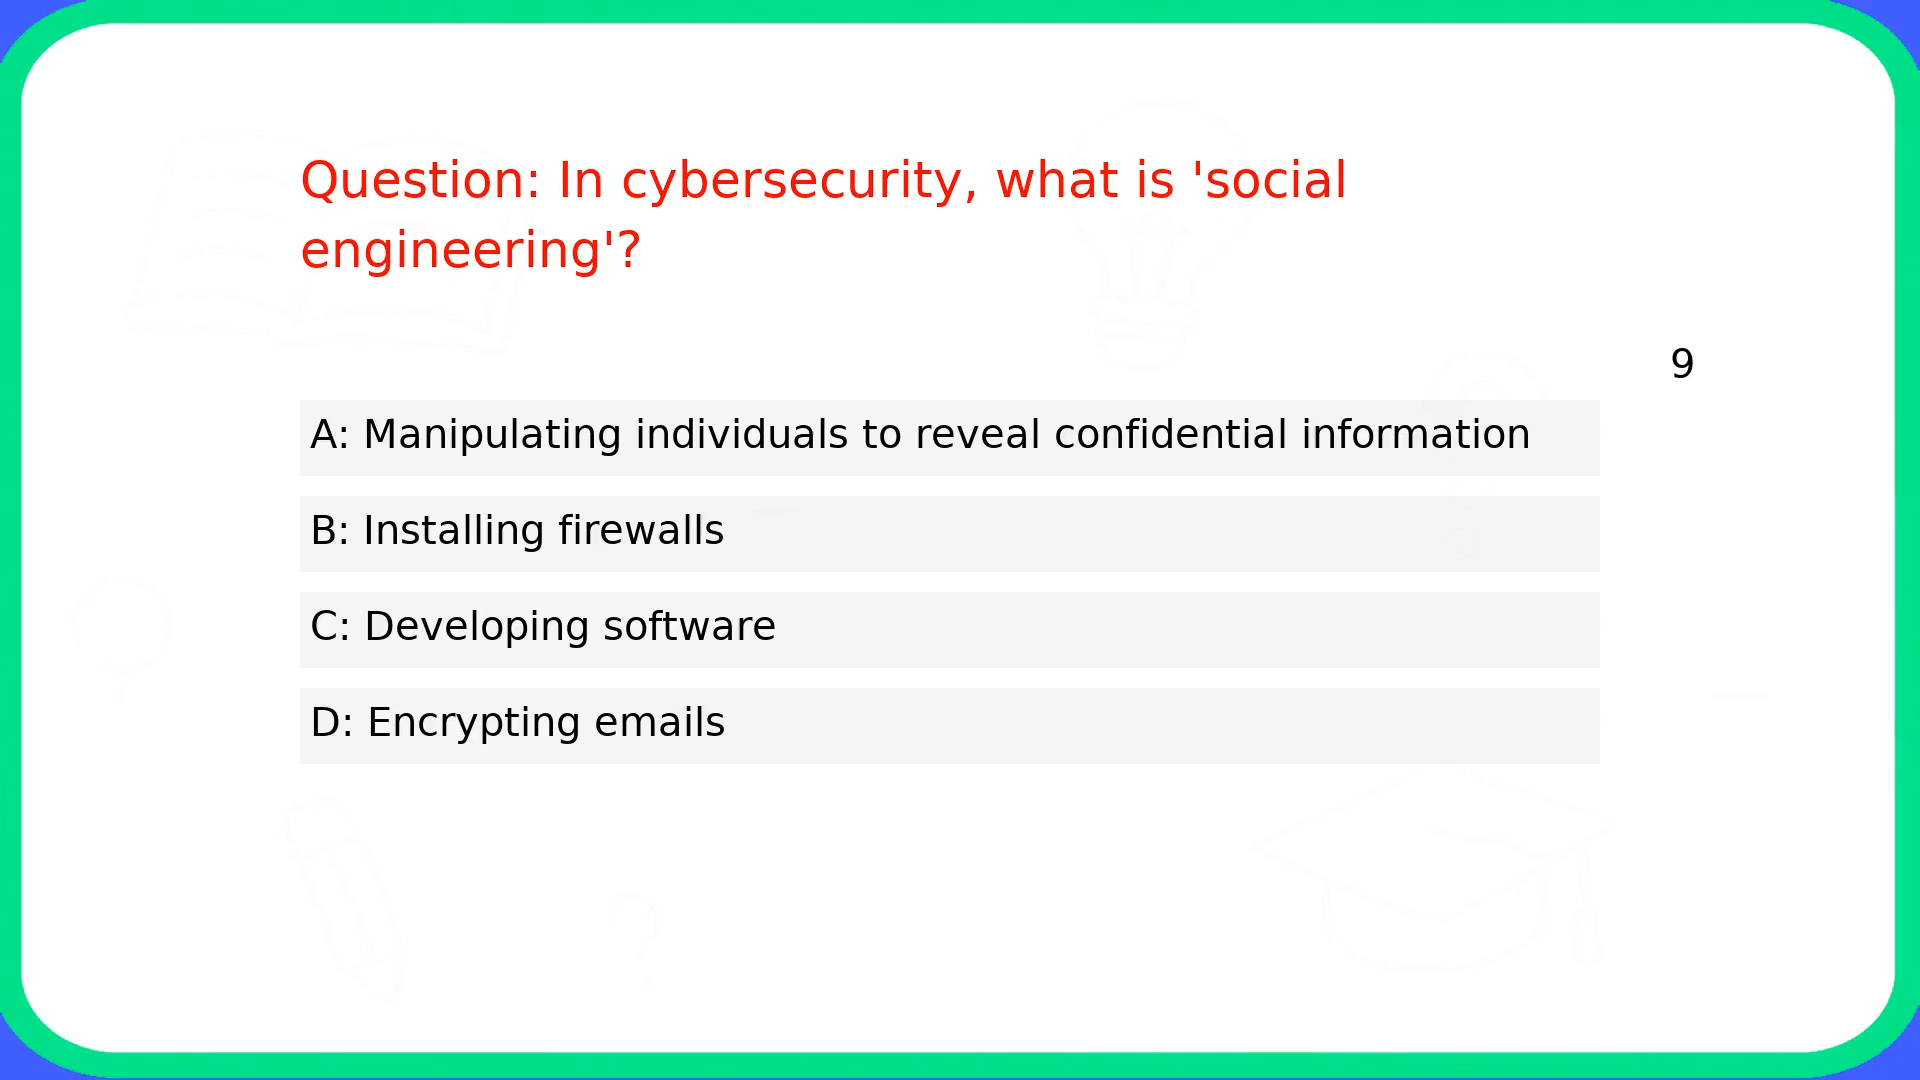 Question: In cybersecurity, what is 'social
engineering'?
9
A: Manipulating individuals to reveal confidential information
B: Installing firewalls
C: Developing software
D: Encrypting emails